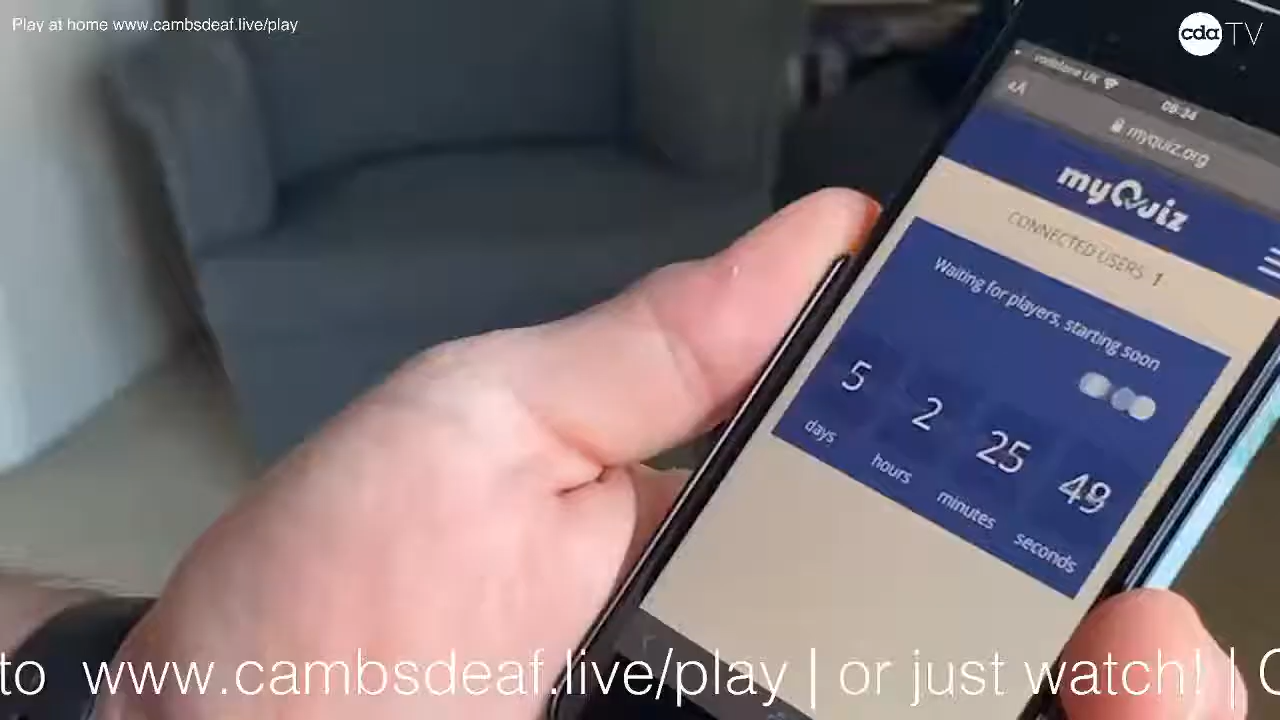 Play at home www.cambsdeaf.live/play
cda TV
vodafone UK
08:34
AA
myquiz.org
myQuiz
CONNECTED USERS 1
Waiting for players, starting soon
5 2 25 49
days hours minutes seconds
to www.cambsdeaf.live/play | or just watch! | C